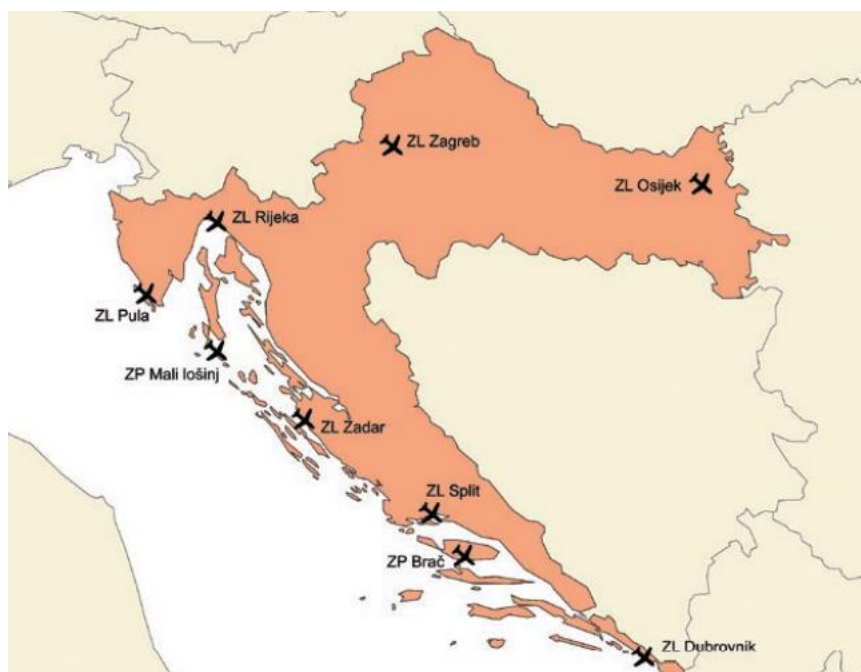 ZL Zagreb
ZL Osijek
ZL Rijeka
ZL Pula
ZP Mali lošinj
ZL Zadar
ZL Split
ZP Brač
ZL Dubrovnik